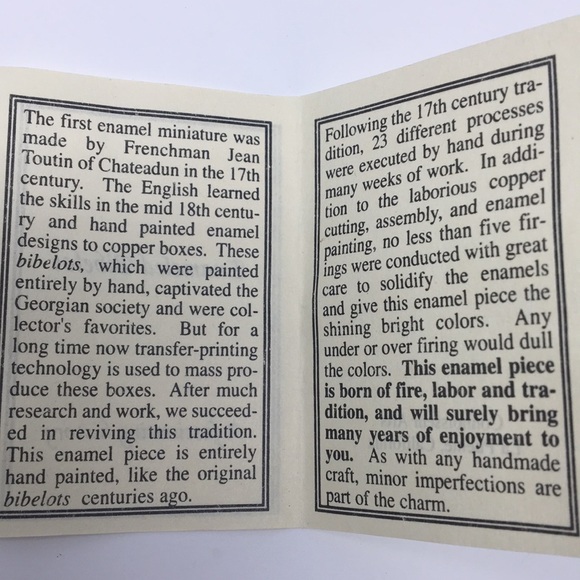 The first enamel miniature was
made by Frenchman Jean
Toutin of Chateadun in the 17th
century. The English learned
the skills in the mid 18th centu-
ry and hand painted enamel
designs to copper boxes. These
bibelots, which were painted
entirely by hand, captivated the
Georgian society and were col-
lector's favorites. But for a
long time now transfer-printing
technology is used to mass pro-
duce these boxes. After much
research and work, we succeed-
ed in reviving this tradition.
This enamel piece is entirely
hand painted, like the original
bibelots centuries ago.
Following the 17th century tra-
dition, 23 different processes
were executed by hand during
many weeks of work. In addi-
tion to the laborious copper
cutting, assembly, and enamel
painting, no less than five fir-
ings were conducted with great
care to solidify the enamels
and give this enamel piece the
shining bright colors. Any
under or over firing would dull
the colors. This enamel piece
is born of fire, labor and tra-
dition, and will surely bring
many years of enjoyment to
you. As with any handmade
craft, minor imperfections are
part of the charm.